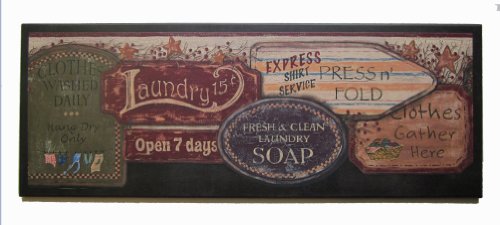 CLOTHES
WASHED
DAILY
Hang Dry
Only
Laundry 15¢
Open 7 days
EXPRESS
SHIRT
SERVICE
PRESS n'
FOLD
FRESH & CLEAN
LAUNDRY
SOAP
Clothes
Gather
Here